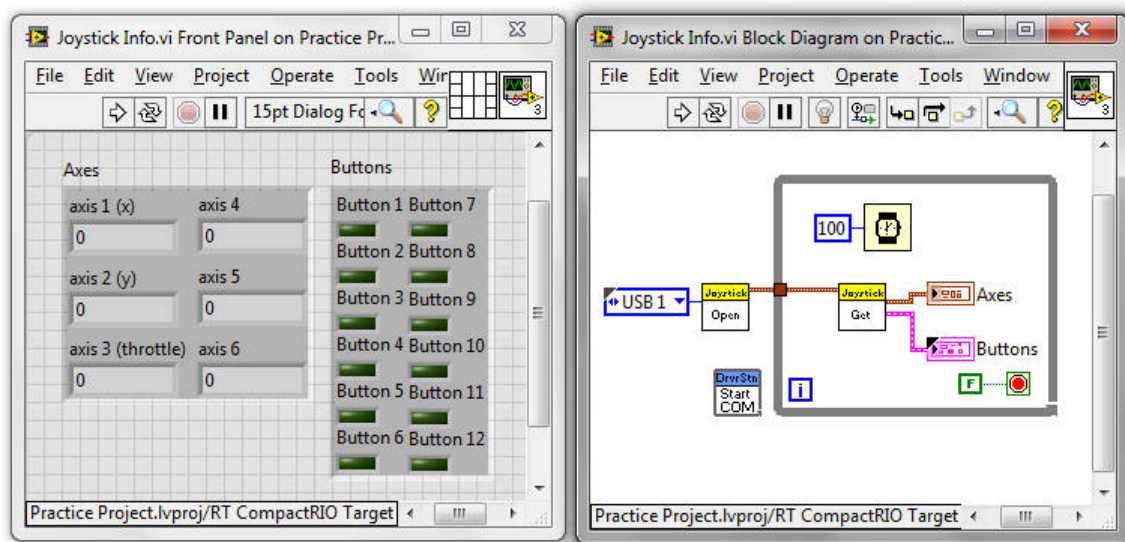 Joystick Info.vi Front Panel on Practice Pr...
File Edit View Project Operate Tools Wir
15pt Dialog Fc
3
Axes
axis 1 (x) axis 4
0 0
axis 2 (y) axis 5
0 0
axis 3 (throttle) axis 6
0 0
Buttons
Button 1 Button 7
Button 2 Button 8
Button 3 Button 9
Button 4 Button 10
Button 5 Button 11
Button 6 Button 12
Practice Project.lvproj/RT CompactRIO Target
Joystick Info.vi Block Diagram on Practic...
File Edit View Project Operate Tools Window
3
100
USB 1
Joystick
Open
Joystick
Get
Axes
Buttons
DrvrStn
Start
COM
i
F
Practice Project.lvproj/RT CompactRIO Target